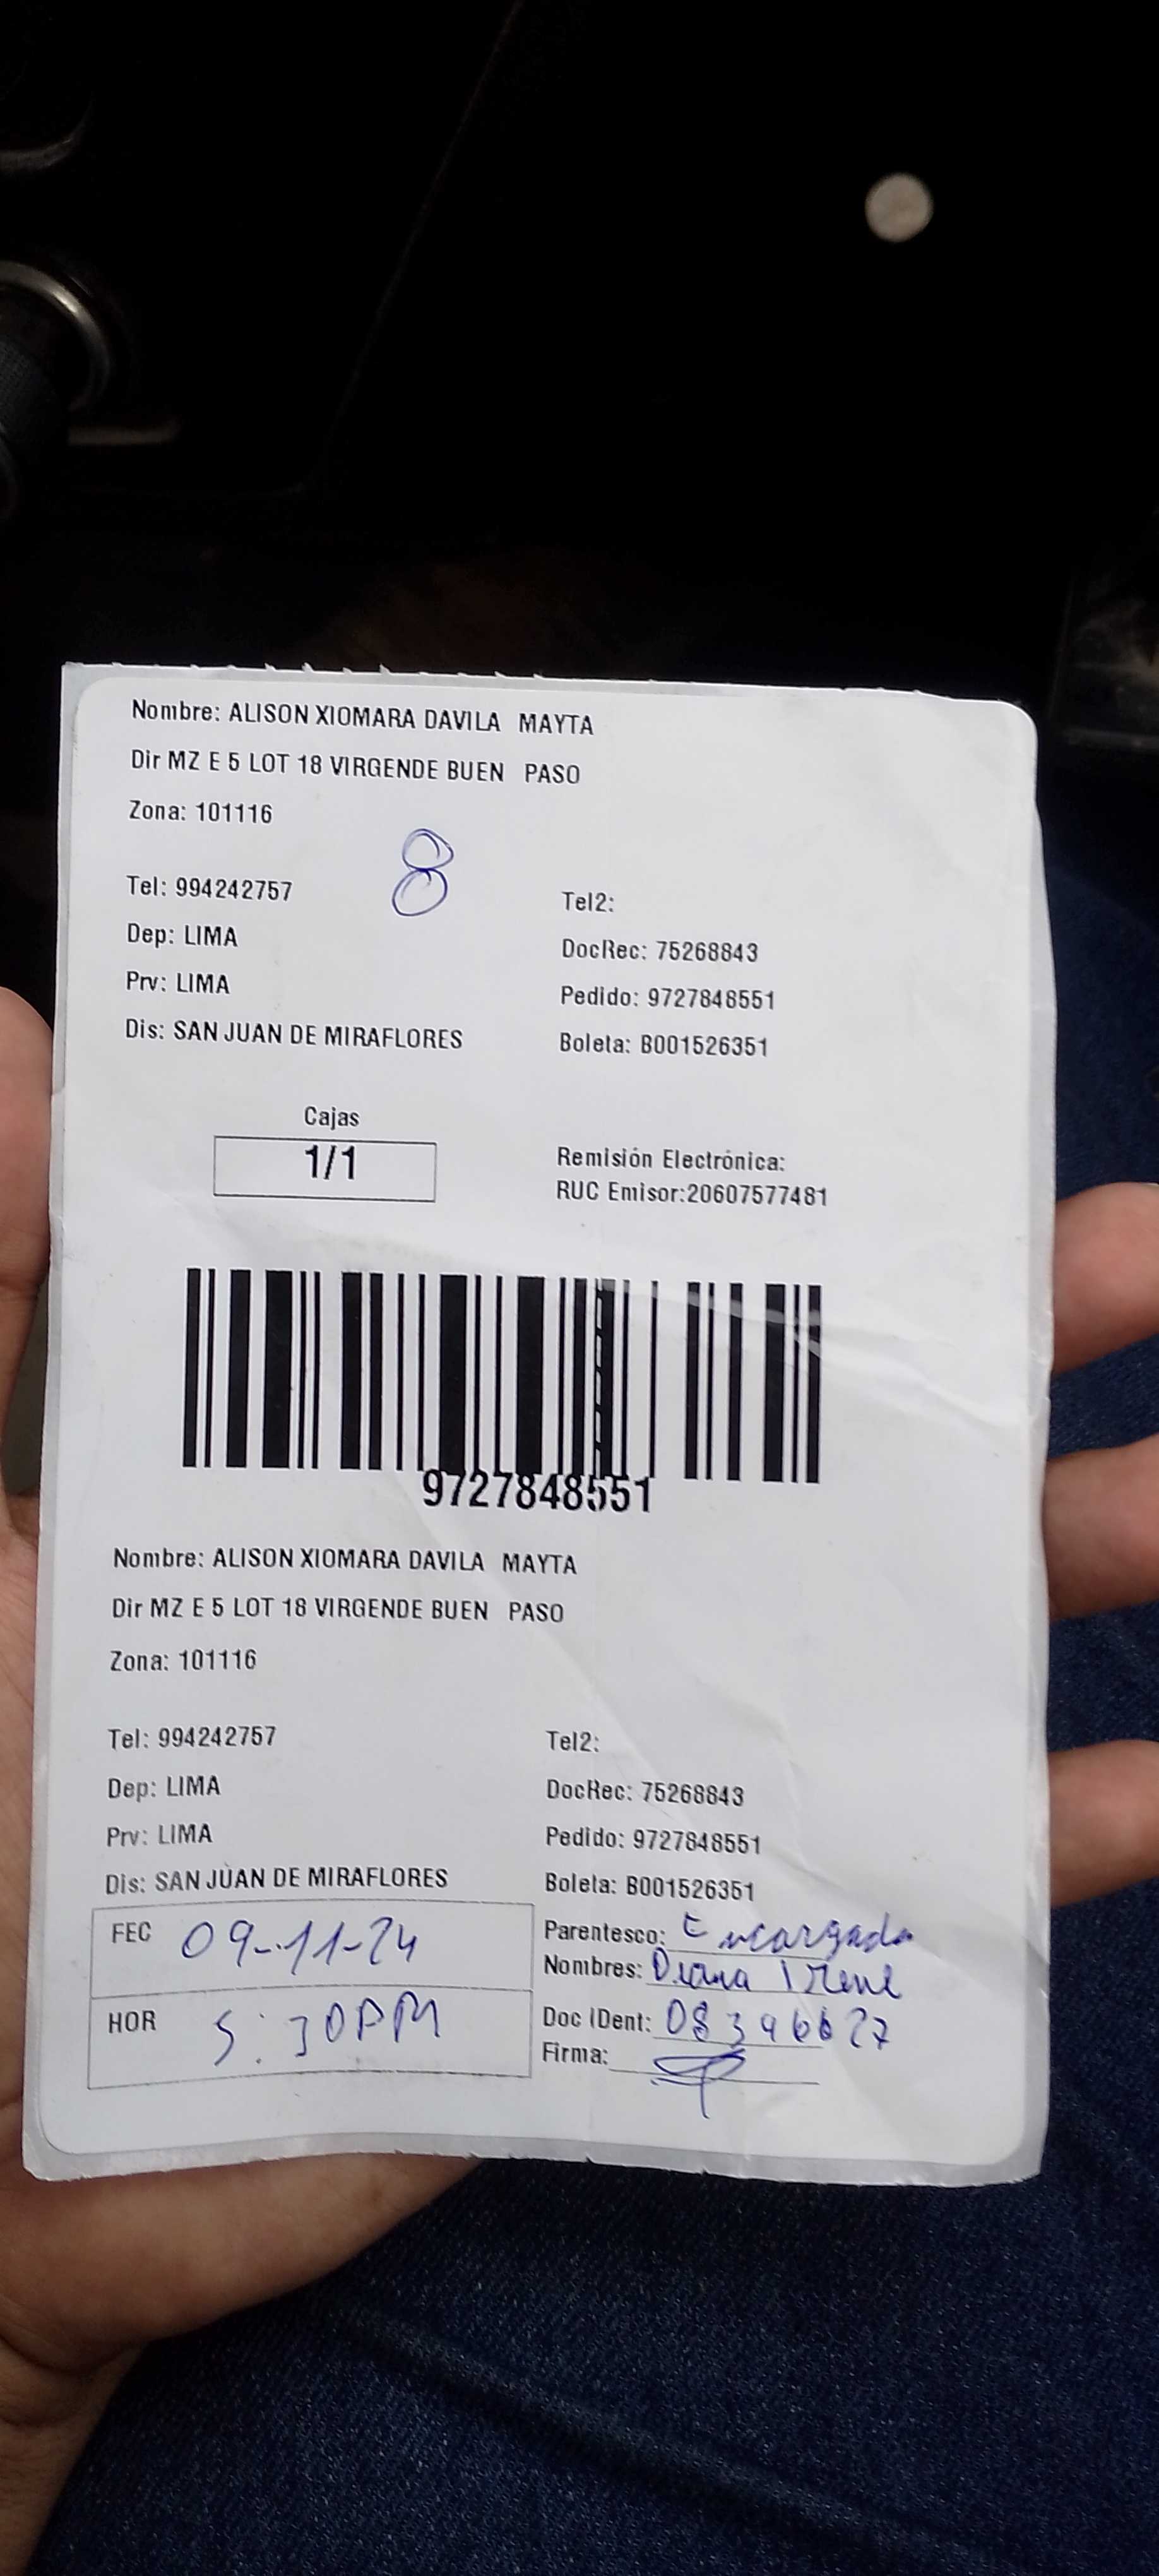 Nombre: ALISON XIOMARA DAVILA MAYTA
Dir MZ E 5 LOT 18 VIRGENDE BUEN PASO
Zona: 101116
8
Tel: 994242757 Tel2:
Dep: LIMA DocRec: 75268843
Prv: LIMA Pedido: 9727848551
Dis: SAN JUAN DE MIRAFLORES Boleta: B001526351
Cajas
1/1
Remisión Electrónica:
RUC Emisor:20607577481
9727848551
Nombre: ALISON XIOMARA DAVILA MAYTA
Dir MZ E 5 LOT 18 VIRGENDE BUEN PASO
Zona: 101116
Tel: 994242757 Tel2:
Dep: LIMA DocRec: 75268843
Prv: LIMA Pedido: 9727848551
Dis: SAN JUAN DE MIRAFLORES Boleta: B001526351
FEC 09-11-24 Parentesco: Encargada
Nombres: Diana Irene
HOR 5:30PM Doc IDent: 08396627
Firma: